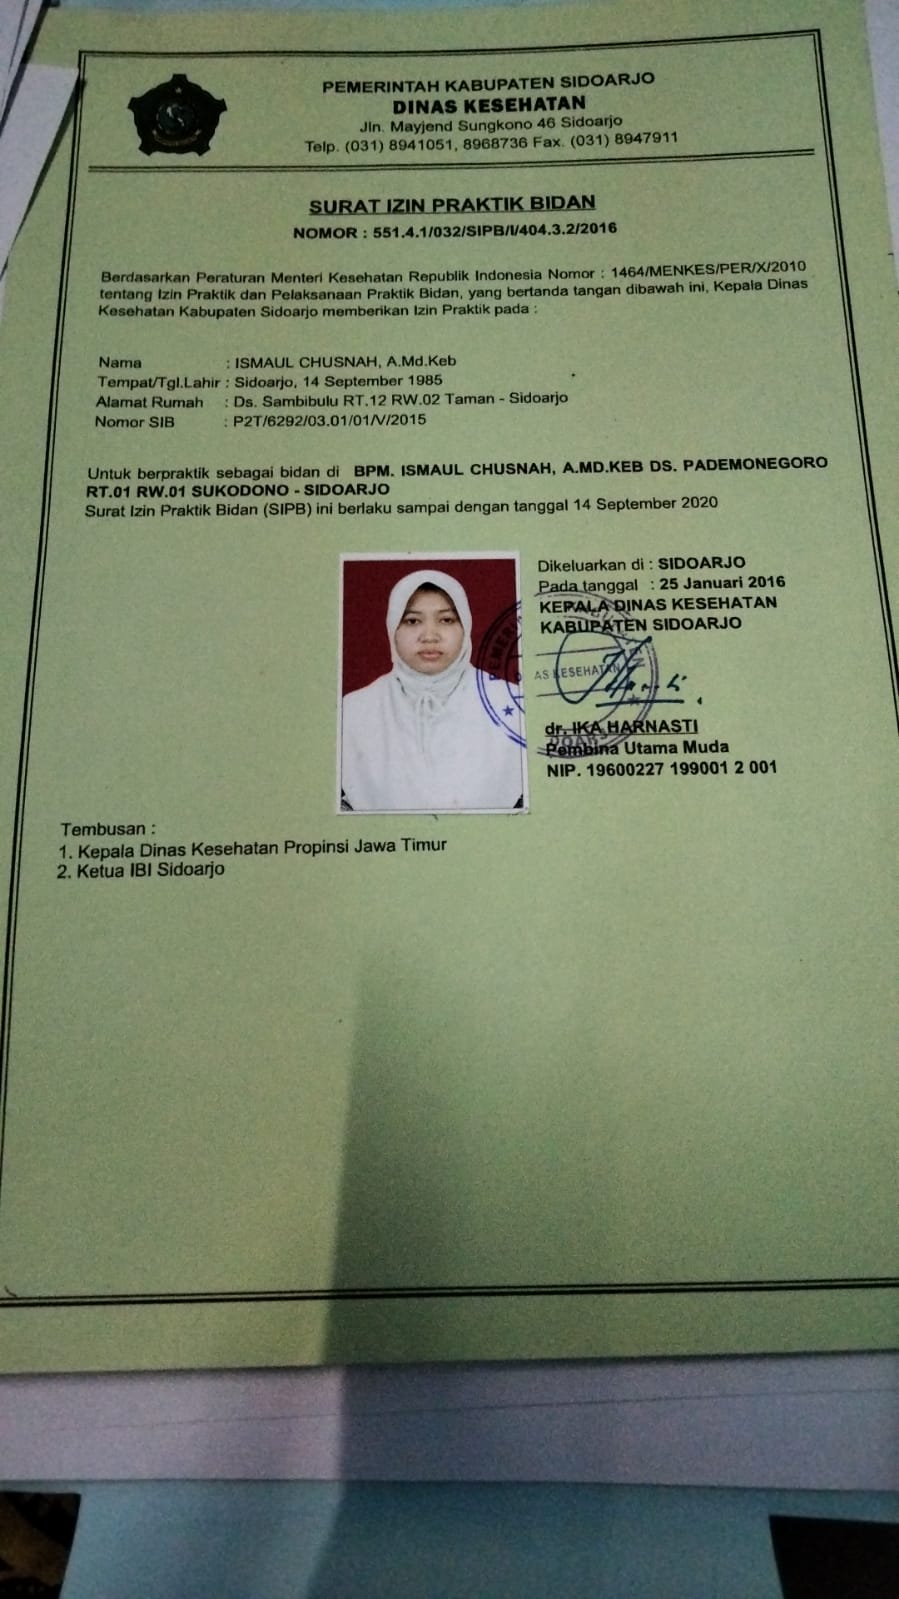 PEMERINTAH KABUPATEN SIDOARJO
DINAS KESEHATAN
Jln. Mayjend Sungkono 46 Sidoarjo
Telp. (031) 8941051, 8968736 Fax. (031) 8947911
SURAT IZIN PRAKTIK BIDAN
NOMOR : 551.4.1/032/SIPB/I/404.3.2/2016
Berdasarkan Peraturan Menteri Kesehatan Republik Indonesia Nomor : 1464/MENKES/PER/X/2010
tentang Izin Praktik dan Pelaksanaan Praktik Bidan, yang bertanda tangan dibawah ini, Kepala Dinas
Kesehatan Kabupaten Sidoarjo memberikan Izin Praktik pada :
Nama : ISMAUL CHUSNAH, A.Md.Keb
Tempat/Tgl.Lahir : Sidoarjo, 14 September 1985
Alamat Rumah : Ds. Sambibulu RT.12 RW.02 Taman - Sidoarjo
Nomor SIB : P2T/6292/03.01/01/V/2015
Untuk berpraktik sebagai bidan di BPM. ISMAUL CHUSNAH, A.MD.KEB DS. PADEMONEGORO
RT.01 RW.01 SUKODONO - SIDOARJO
Surat Izin Praktik Bidan (SIPB) ini berlaku sampai dengan tanggal 14 September 2020
Dikeluarkan di : SIDOARJO
Pada tanggal : 25 Januari 2016
KEPALA DINAS KESEHATAN
KABUPATEN SIDOARJO
dr. IKA HARNASTI
Pembina Utama Muda
NIP. 19600227 199001 2 001
Tembusan :
1. Kepala Dinas Kesehatan Propinsi Jawa Timur
2. Ketua IBI Sidoarjo